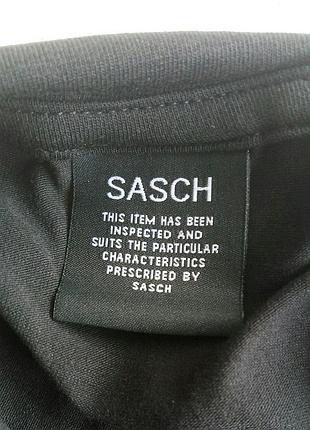 SASCH
THIS ITEM HAS BEEN
INSPECTED AND
SUITS THE PARTICULAR
CHARACTERISTICS
PRESCRIBED BY
SASCH